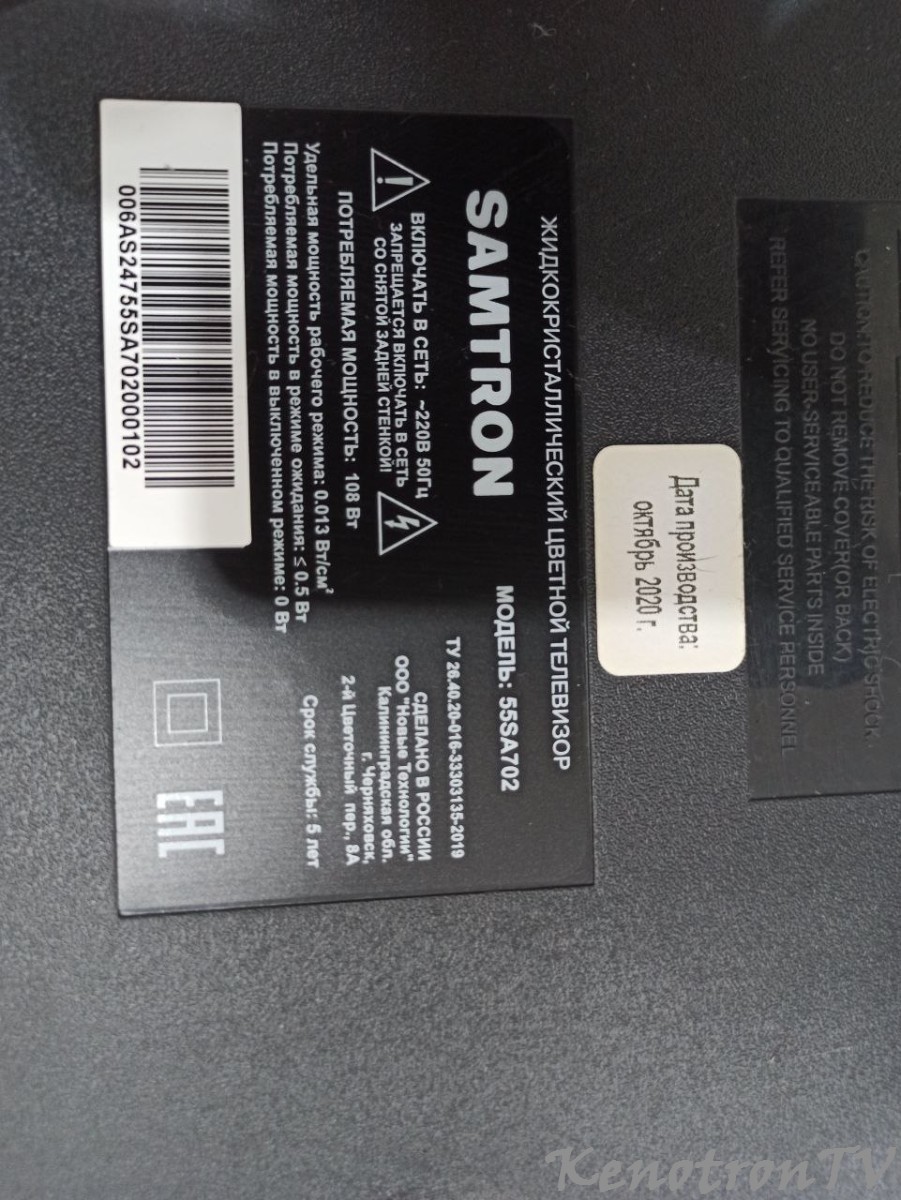 ЖИДКОКРИСТАЛЛИЧЕСКИЙ ЦВЕТНОЙ ТЕЛЕВИЗОР
SAMTRON
МОДЕЛЬ: 55SA702
ВКЛЮЧАТЬ В СЕТЬ: ~220В 50Гц
ЗАПРЕЩАЕТСЯ ВКЛЮЧАТЬ В СЕТЬ
СО СНЯТОЙ ЗАДНЕЙ СТЕНКОЙ!
ПОТРЕБЛЯЕМАЯ МОЩНОСТЬ: 108 Вт
Удельная мощность рабочего режима: 0.013 Вт/см²
Потребляемая мощность в режиме ожидания: ≤ 0.5 Вт
Потребляемая мощность в выключенном режиме: 0 Вт
ТУ 26.40.20-016-33303135-2019
СДЕЛАНО В РОССИИ
ООО "Новые Технологии"
Калининградская обл.
г. Черняховск,
2-й Цветочный пер., 8А
Срок службы: 5 лет
EAC
006AS24755SA702000102
Дата производства:
октябрь 2020 г.
CAUTION:TO REDUCE THE RISK OF ELECTRIC SHOCK
DO NOT REMOVE COVER(OR BACK)
NO USER-SERVICEABLE PARTS INSIDE
REFER SERVICING TO QUALIFIED SERVICE PERSONNEL
KenotronTV